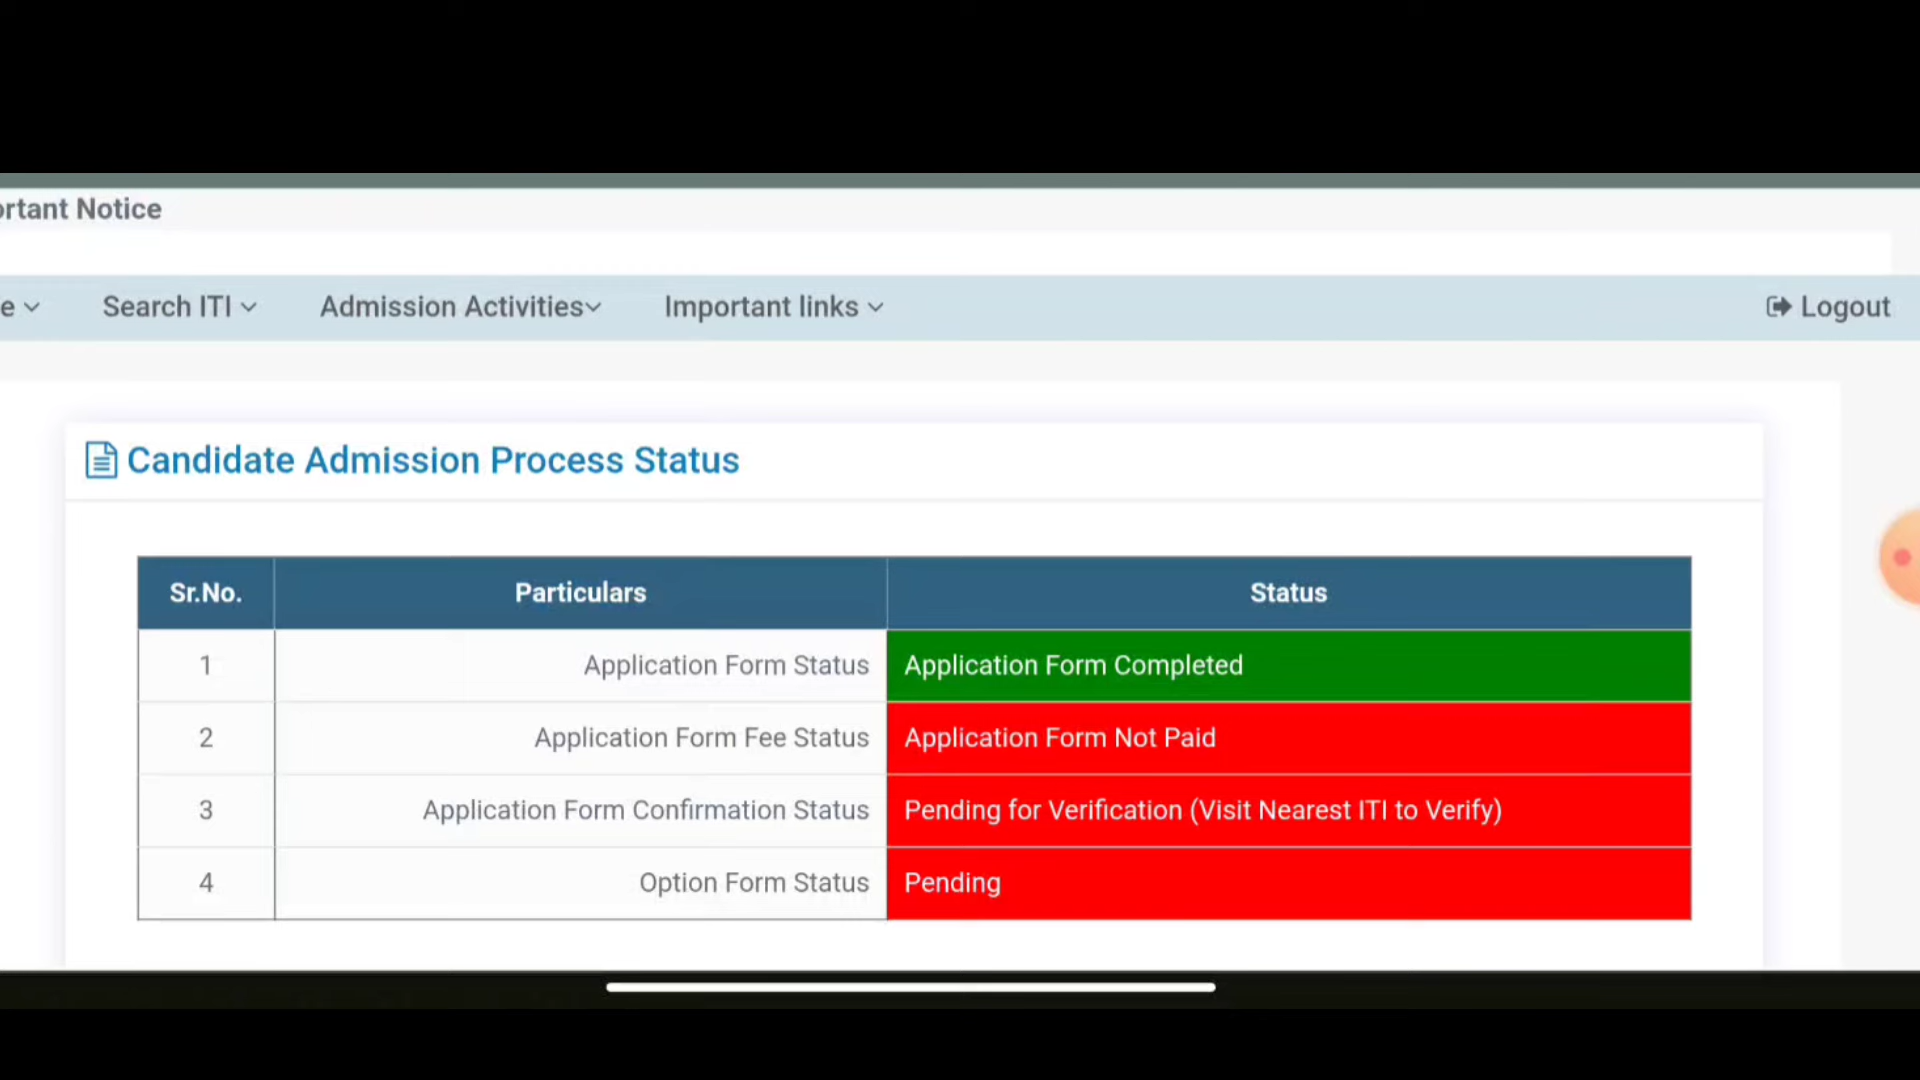 Notice
Search ITI Admission Activities Important links Logout
Candidate Admission Process Status
Sr.No. Particulars Status
1 Application Form Status Application Form Completed
2 Application Form Fee Status Application Form Not Paid
3 Application Form Confirmation Status Pending for Verification (Visit Nearest ITI to Verify)
4 Option Form Status Pending